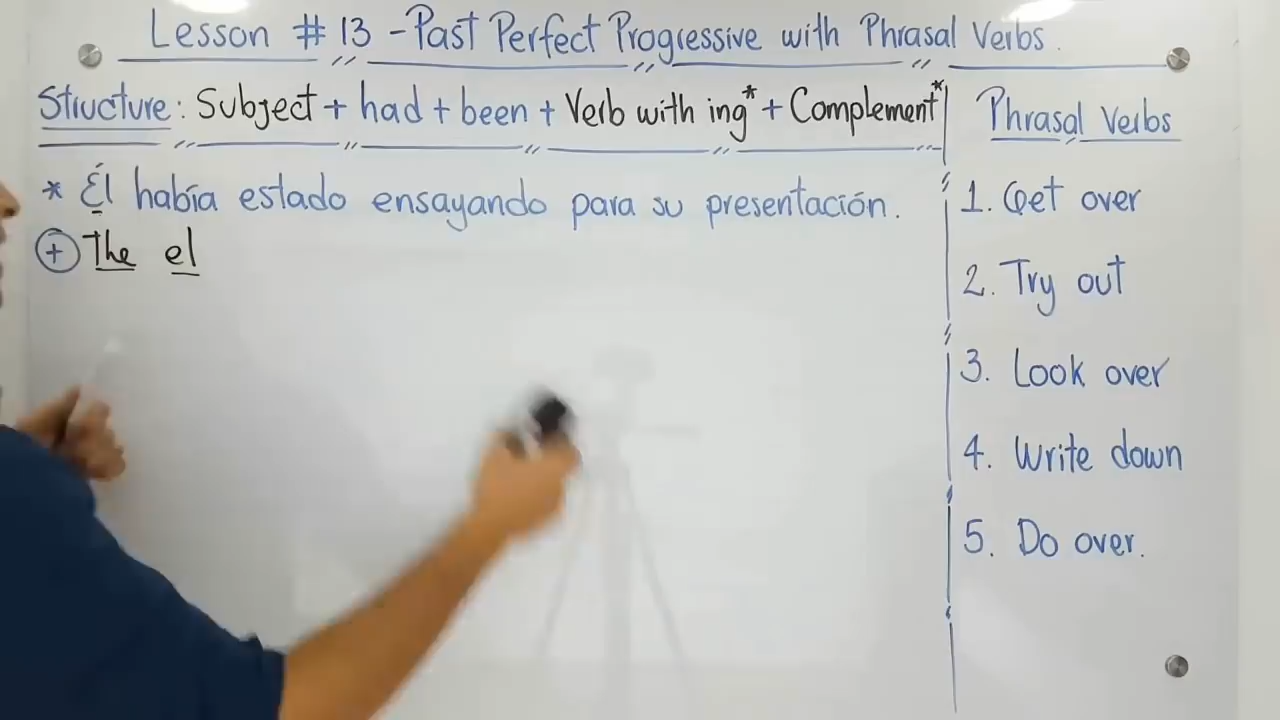 Lesson # 13 - Past Perfect Progressive with Phrasal Verbs.
Structure: Subject + had + been + Verb with ing* + Complement*
* Él había estado ensayando para su presentación.
+ The el
Phrasal Verbs
1. Get over
2. Try out
3. Look over
4. Write down
5. Do over.